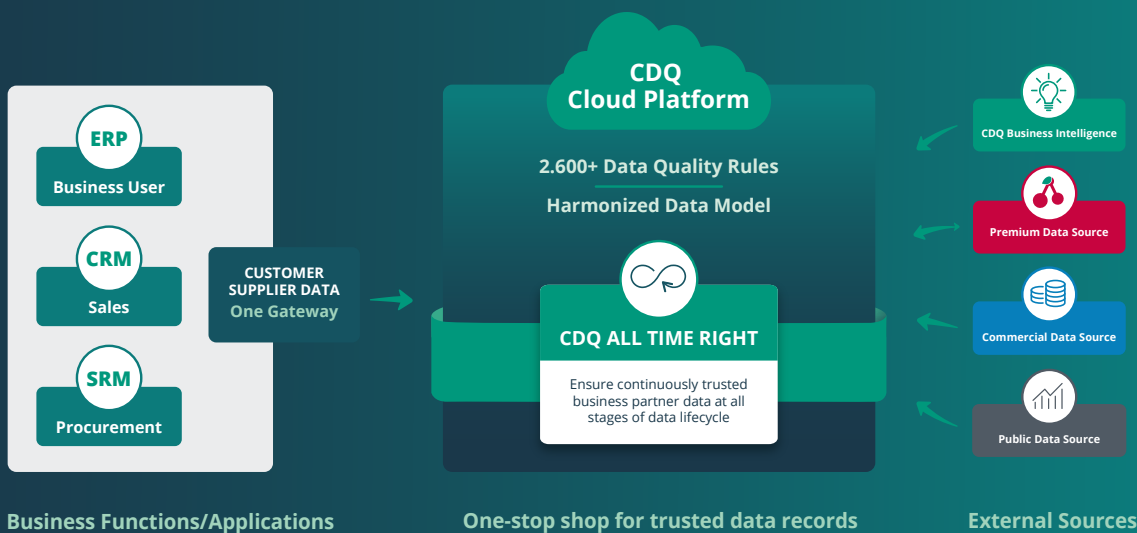 ERP
Business User
CRM
Sales
SRM
Procurement
CUSTOMER
SUPPLIER DATA
One Gateway
Business Functions/Applications
CDQ
Cloud Platform
2.600+ Data Quality Rules
Harmonized Data Model
CDQ ALL TIME RIGHT
Ensure continuously trusted
business partner data at all
stages of data lifecycle
One-stop shop for trusted data records
CDQ Business Intelligence
Premium Data Source
Commercial Data Source
Public Data Source
External Sources